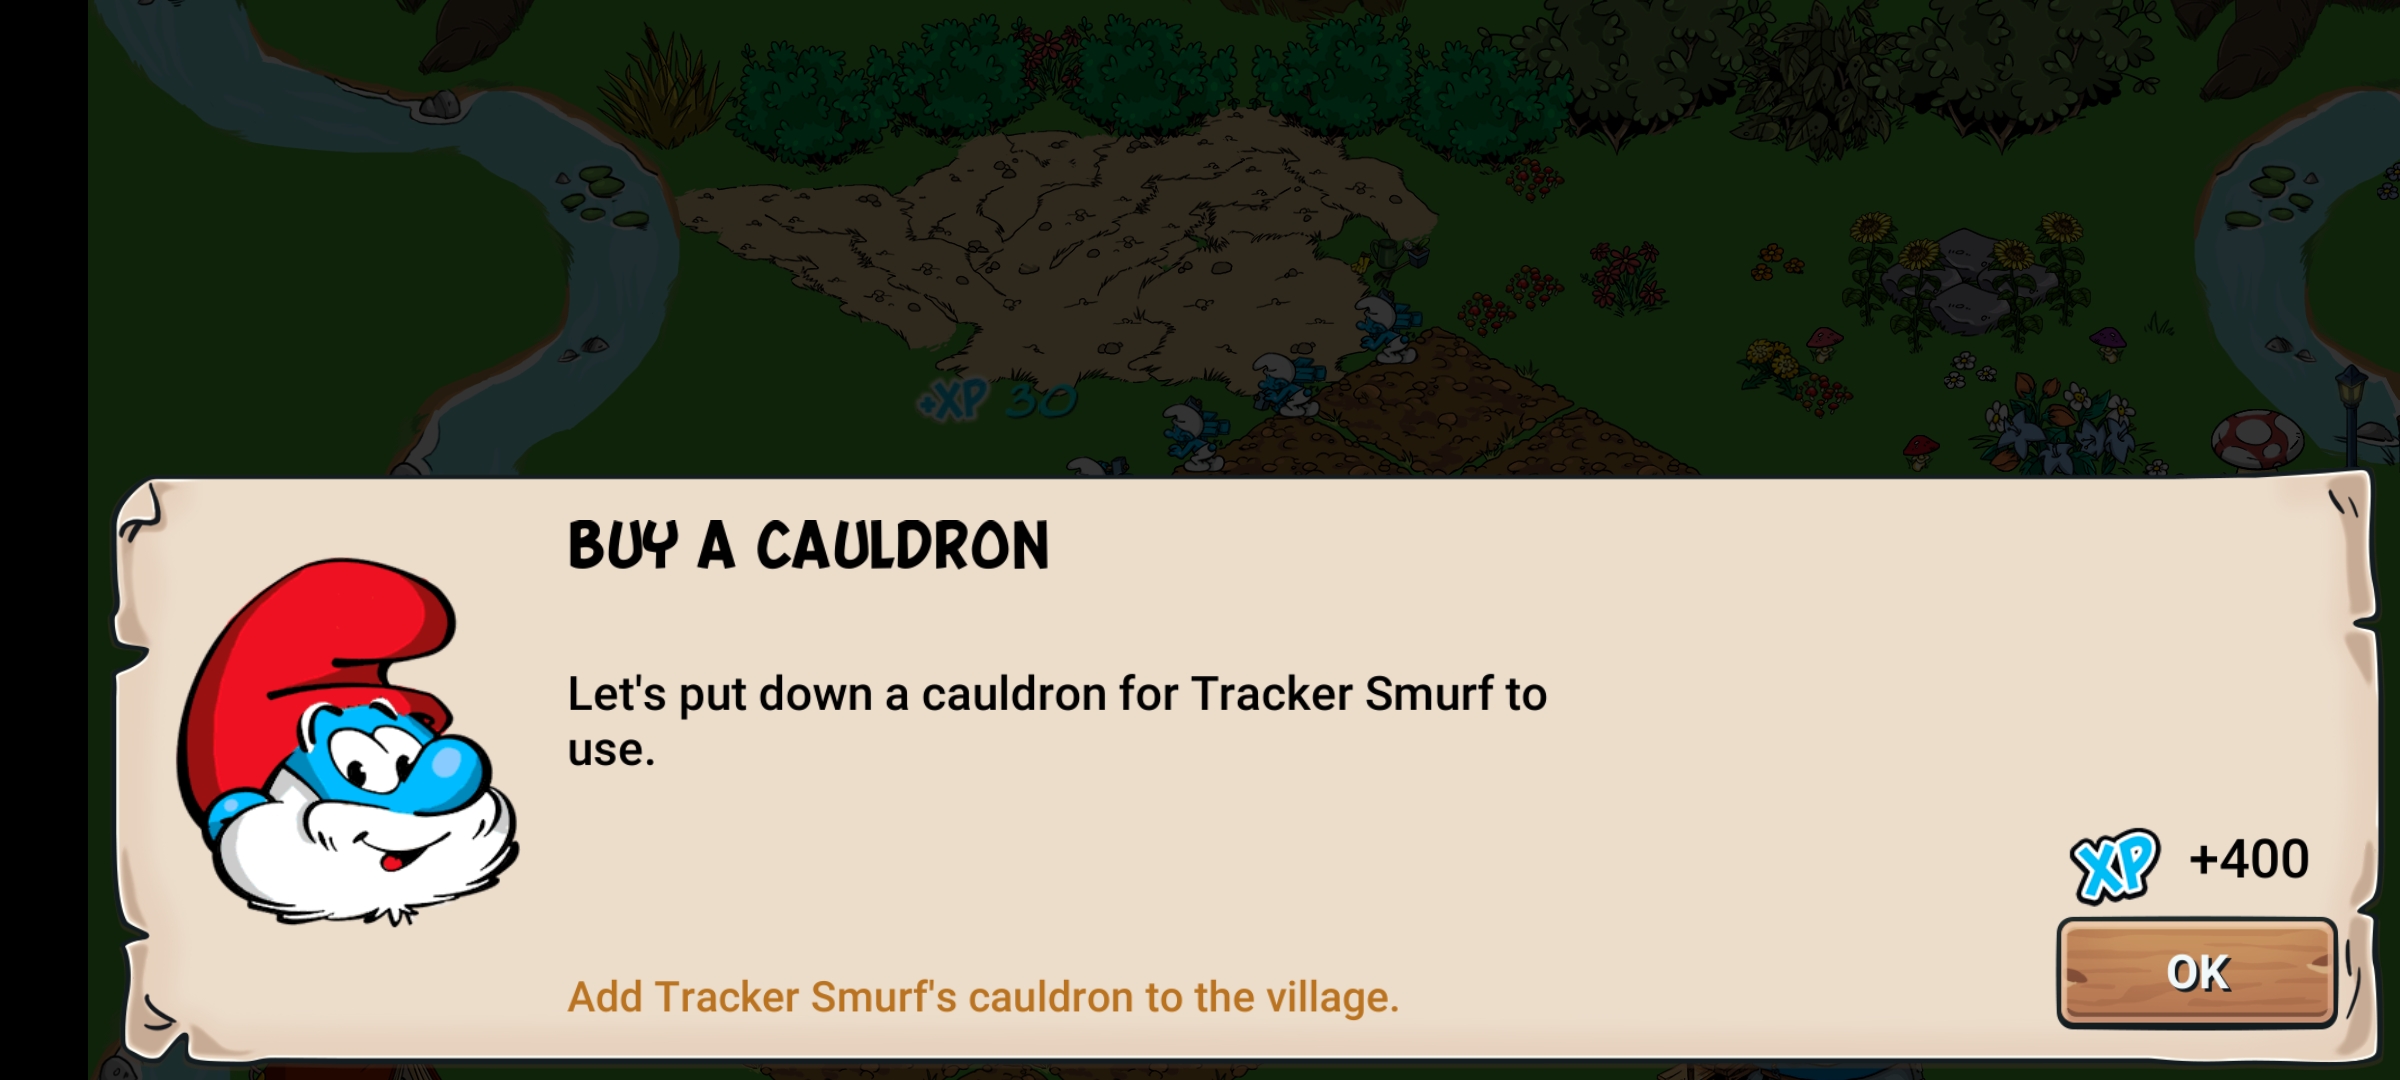 +XP 30
BUY A CAULDRON
Let's put down a cauldron for Tracker Smurf to
use.
XP +400
Add Tracker Smurf's cauldron to the village.
OK